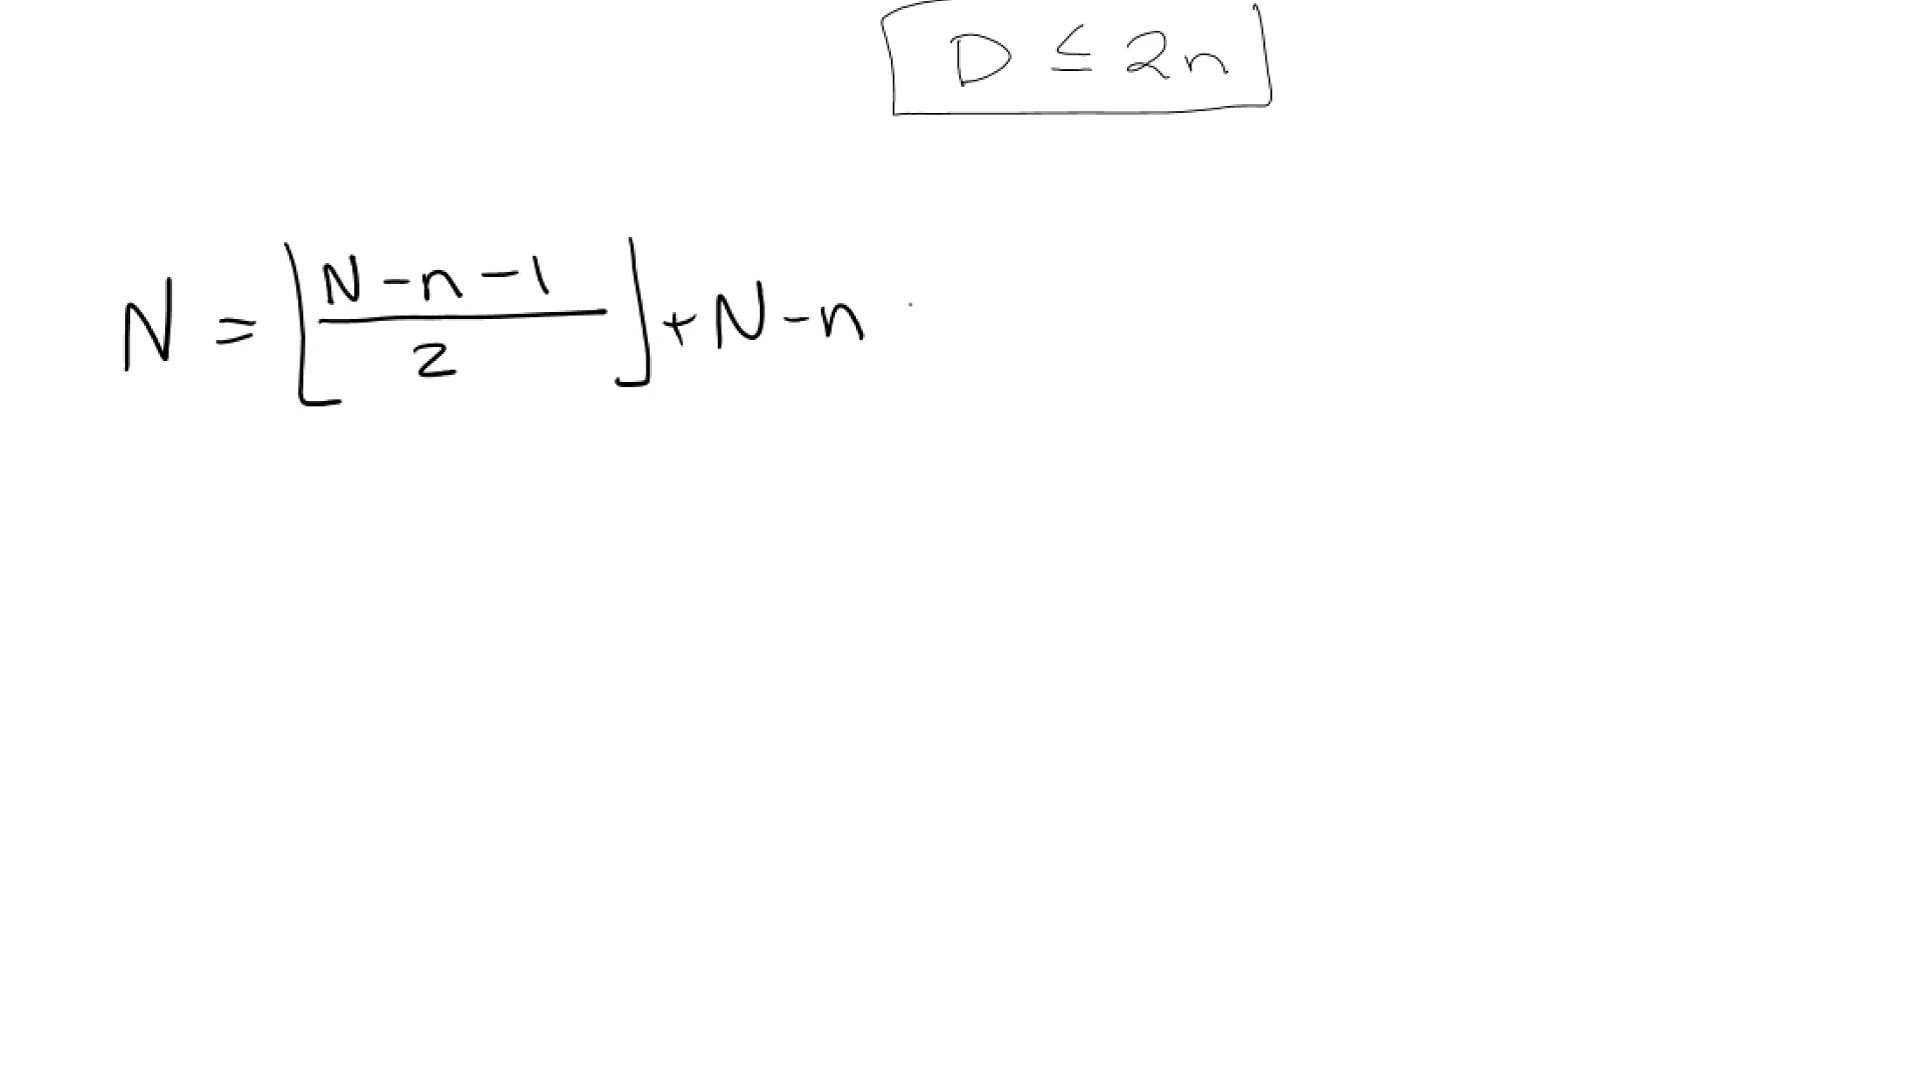 D ≤ 2n
N = ⌊(N-n-1)/2⌋ + N-n